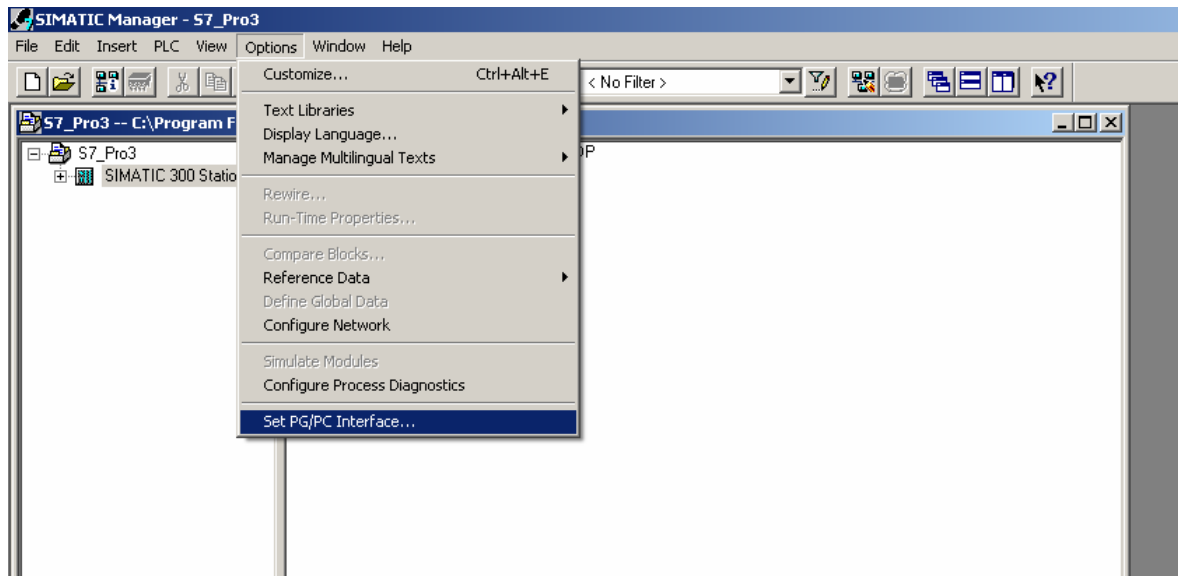 SIMATIC Manager - S7_Pro3
File Edit Insert PLC View Options Window Help
< No Filter >
Customize... Ctrl+Alt+E
Text Libraries
Display Language...
Manage Multilingual Texts
Rewire...
Run-Time Properties...
Compare Blocks...
Reference Data
Define Global Data
Configure Network
Simulate Modules
Configure Process Diagnostics
Set PG/PC Interface...
S7_Pro3 -- C:\Program F
S7_Pro3
SIMATIC 300 Statio